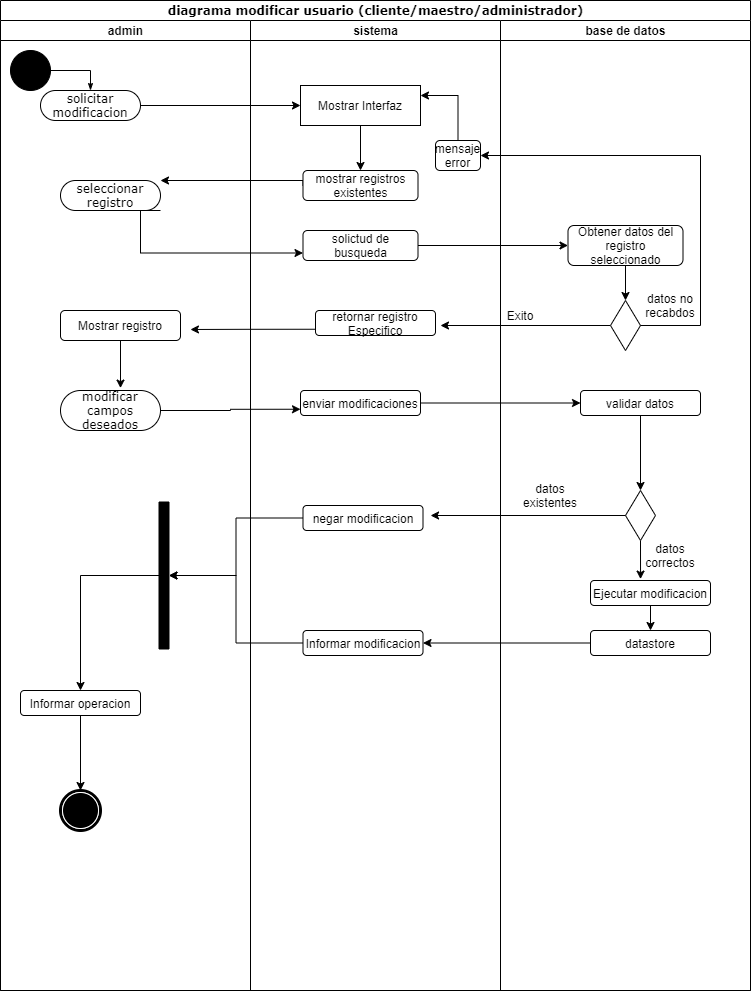 diagrama modificar usuario (cliente/maestro/administrador)
admin
sistema
base de datos
solicitar
modificacion
Mostrar Interfaz
mensaje
error
mostrar registros
existentes
seleccionar
registro
solictud de
busqueda
Obtener datos del
registro
seleccionado
datos no
recabdos
Exito
retornar registro
Especifico
Mostrar registro
modificar
campos
deseados
enviar modificaciones
validar datos
datos
existentes
negar modificacion
datos
correctos
Ejecutar modificacion
Informar modificacion
datastore
Informar operacion